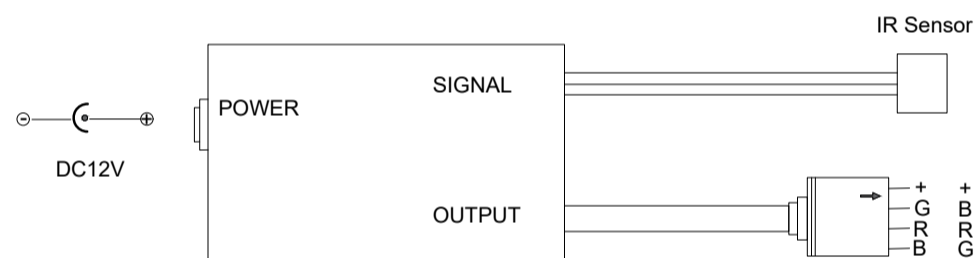 IR Sensor
SIGNAL
POWER
DC12V
OUTPUT
+ +
G B
R R
B G